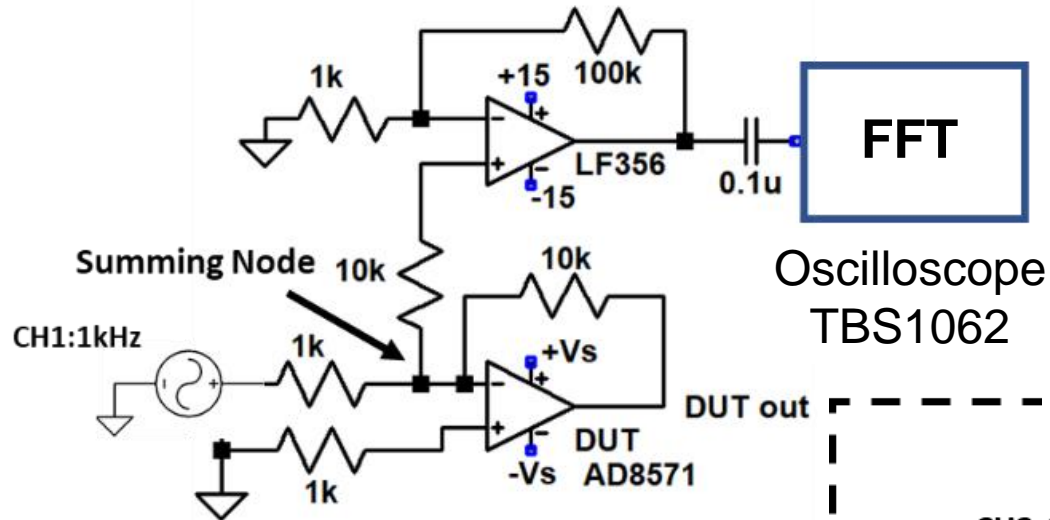 1k
+15
100k
-
+
+
-
LF356
-15
0.1u
FFT
Oscilloscope
TBS1062
Summing Node
10k
10k
CH1:1kHz
1k
+Vs
-
+
+
-
DUT out
DUT
-Vs AD8571
1k